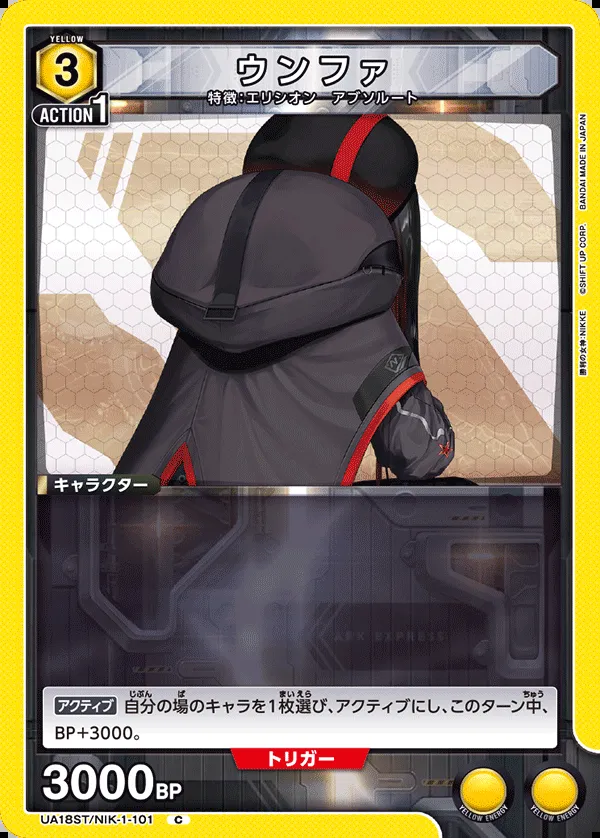 YELLOW
3
ACTION 1
ウンファ
特徴:エリシオン アブソルート
勝利の女神:NIKKE ©SHIFT UP CORP. BANDAI MADE IN JAPAN
キャラクター
ARK EXPRESS
アクティブ 自分の場のキャラを1枚選び、アクティブにし、このターン中、
BP+3000。
トリガー
3000BP
YELLOW ENERGY
YELLOW ENERGY
UA18ST/NIK-1-101 C